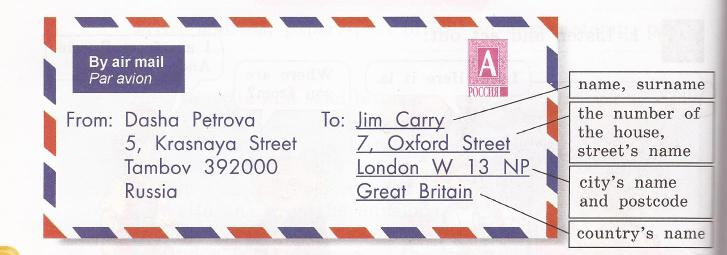 By air mail
Par avion
А
РОССИЯ
From: Dasha Petrova
5, Krasnaya Street
Tambov 392000
Russia
To: Jim Carry
7, Oxford Street
London W 13 NP
Great Britain
name, surname
the number of
the house,
street's name
city's name
and postcode
country's name